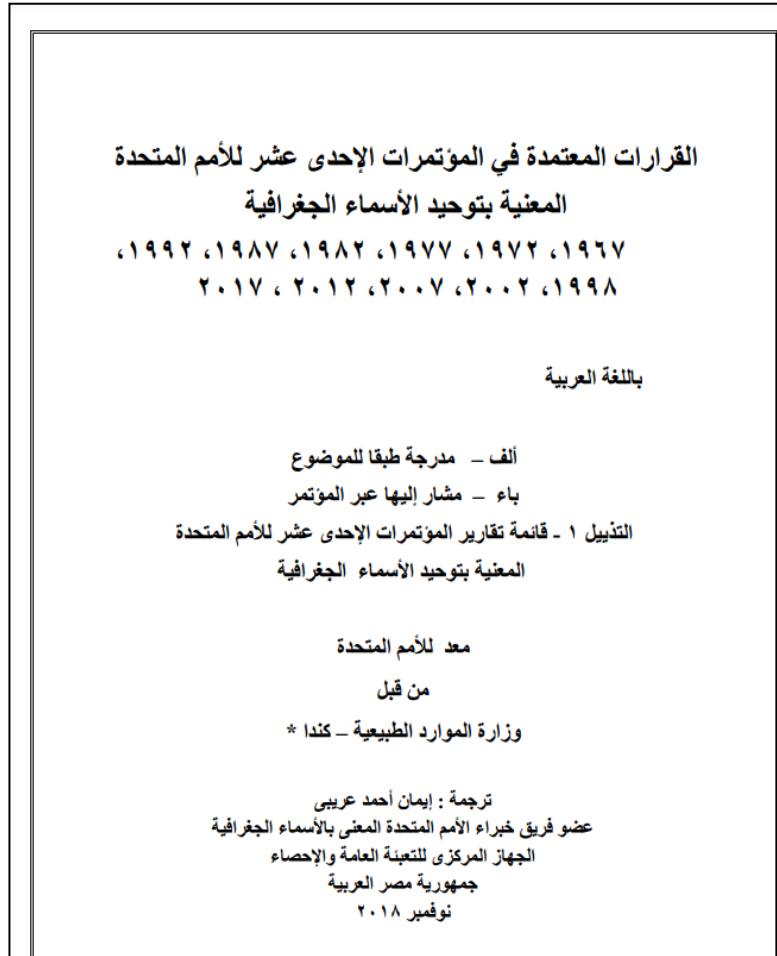 القرارات المعتمدة في المؤتمرات الإحدى عشر للأمم المتحدة
المعنية بتوحيد الأسماء الجغرافية
١٩٦٧، ١٩٧٢، ١٩٧٧، ١٩٨٢، ١٩٨٧، ١٩٩٢،
١٩٩٨، ٢٠٠٢، ٢٠٠٧، ٢٠١٢ ، ٢٠١٧
باللغة العربية
ألف – مدرجة طبقا للموضوع
باء – مشار إليها عبر المؤتمر
التذييل ١ - قائمة تقارير المؤتمرات الإحدى عشر للأمم المتحدة
المعنية بتوحيد الأسماء الجغرافية
معد للأمم المتحدة
من قبل
وزارة الموارد الطبيعية – كندا *
ترجمة : إيمان أحمد عريبى
عضو فريق خبراء الأمم المتحدة المعنى بالأسماء الجغرافية
الجهاز المركزى للتعبئة العامة والإحصاء
جمهورية مصر العربية
نوفمبر ٢٠١٨